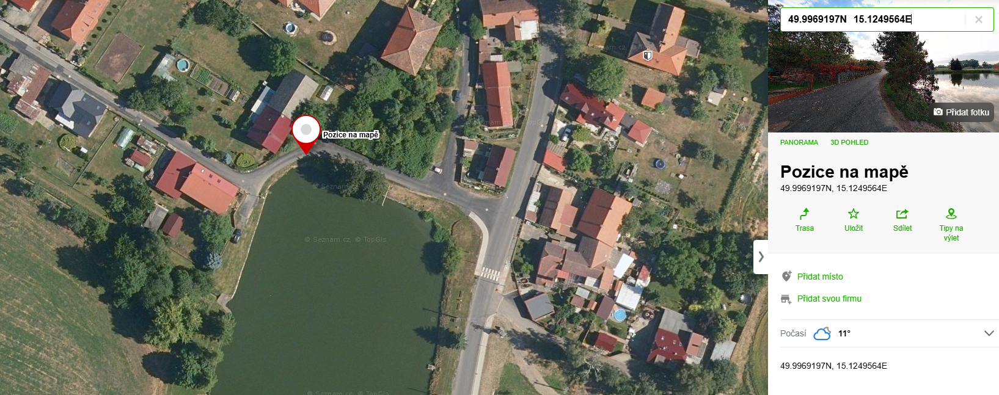 49.9969197N 15.1249564E
Přidat fotku
PANORAMA 3D POHLED
Pozice na mapě
49.9969197N, 15.1249564E
Trasa Uložit Sdílet Tipy na výlet
Přidat místo
Přidat svou firmu
Počasí 11°
49.9969197N, 15.1249564E
Pozice na mapě
© Seznam.cz, © TopGis
© Seznam.cz, © TopGis